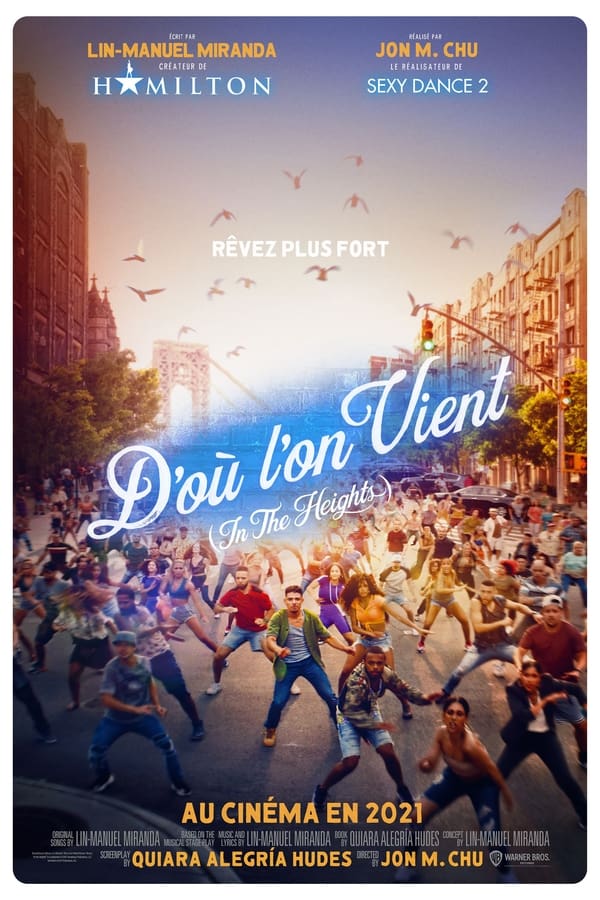 ÉCRIT PAR
LIN-MANUEL MIRANDA
CRÉATEUR DE
HAMILTON
RÉALISÉ PAR
JON M. CHU
LE RÉALISATEUR DE
SEXY DANCE 2
RÊVEZ PLUS FORT
D'où l'on Vient
(In The Heights)
AU CINÉMA EN 2021
ORIGINAL SONGS BY LIN-MANUEL MIRANDA BASED ON THE MUSICAL STAGE PLAY MUSIC AND LYRICS BY LIN-MANUEL MIRANDA BOOK BY QUIARA ALEGRÍA HUDES CONCEPT BY LIN-MANUEL MIRANDA
SCREENPLAY BY QUIARA ALEGRÍA HUDES DIRECTED BY JON M. CHU WARNER BROS.